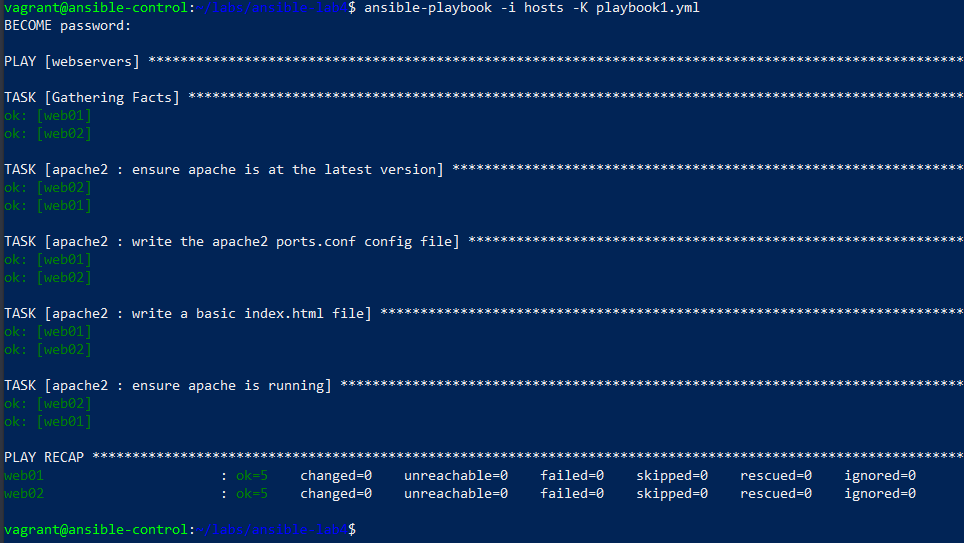 vagrant@ansible-control:~/labs/ansible-lab1$ ansible-playbook -i hosts -K playbook1.yml
BECOME password:
PLAY [webservers] ******************************************************************************************************
TASK [Gathering Facts] *************************************************************************************************
ok: [web01]
ok: [web02]
TASK [apache2 : ensure apache is at the latest version] ****************************************************************
ok: [web02]
ok: [web01]
TASK [apache2 : write the apache2 ports.conf config file] **************************************************************
ok: [web01]
ok: [web02]
TASK [apache2 : write a basic index.html file] *************************************************************************
ok: [web01]
ok: [web02]
TASK [apache2 : ensure apache is running] ******************************************************************************
ok: [web02]
ok: [web01]
PLAY RECAP *************************************************************************************************************
web01 : ok=5 changed=0 unreachable=0 failed=0 skipped=0 rescued=0 ignored=0
web02 : ok=5 changed=0 unreachable=0 failed=0 skipped=0 rescued=0 ignored=0
vagrant@ansible-control: